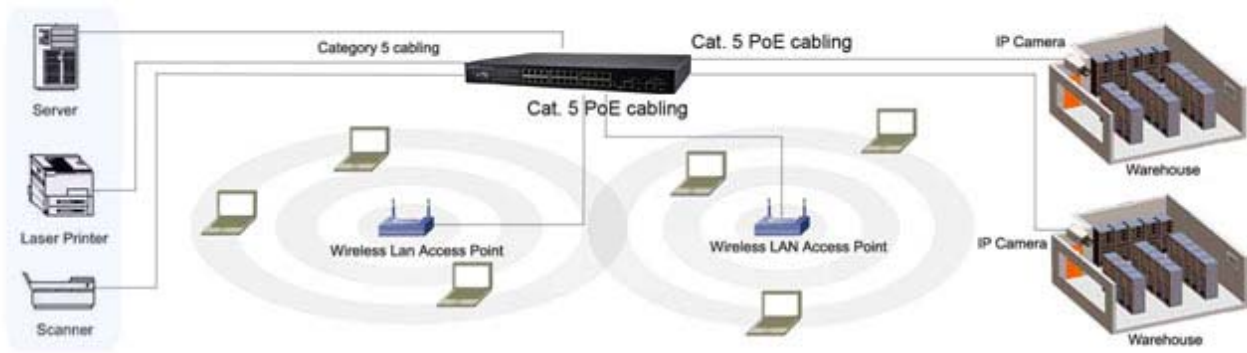 Server
Laser Printer
Scanner
Category 5 cabling
Cat. 5 PoE cabling
Cat. 5 PoE cabling
Wireless Lan Access Point
Wireless LAN Access Point
IP Camera
Warehouse
IP Camera
Warehouse